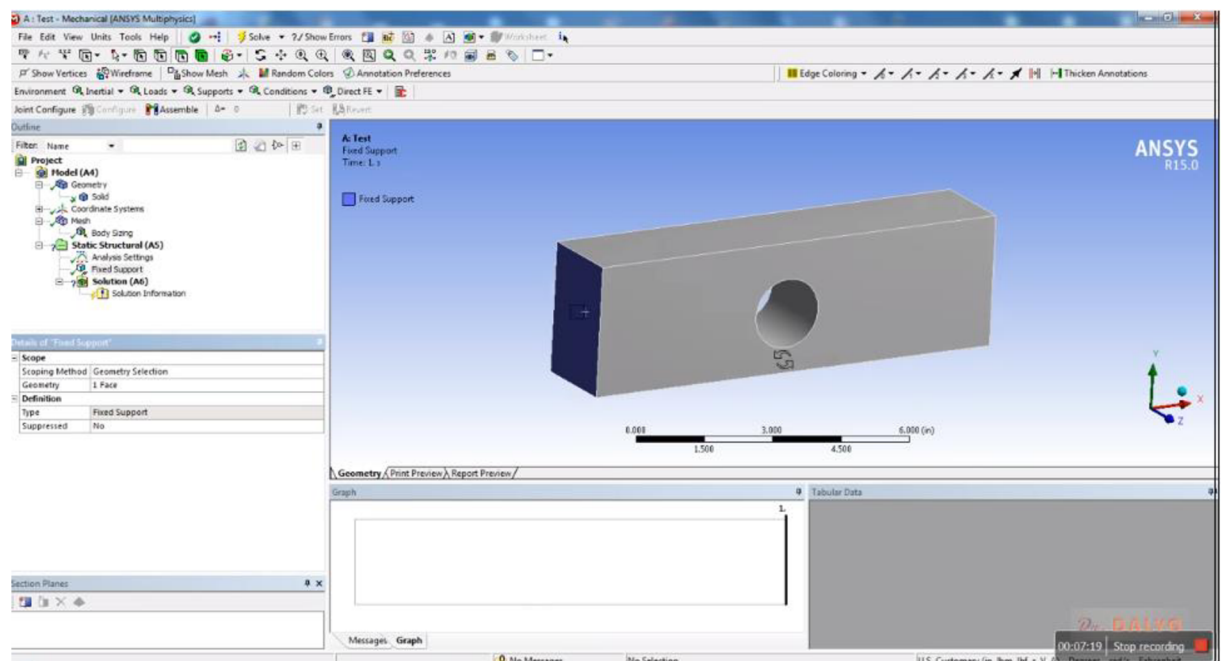 A : Test - Mechanical [ANSYS Multiphysics]
File Edit View Units Tools Help Solve ?/Show Errors Worksheet
Show Vertices Wireframe Show Mesh Random Colors Annotation Preferences Edge Coloring Thicken Annotations
Environment Inertial Loads Supports Conditions Direct FE
Joint Configure Configure Assemble Δ= 0 Set Revert
Outline
Filter: Name
Project
Model (A4)
Geometry
Solid
Coordinate Systems
Mesh
Body Sizing
Static Structural (A5)
Analysis Settings
Fixed Support
Solution (A6)
Solution Information
Details of "Fixed Support"
Scope
Scoping Method Geometry Selection
Geometry 1 Face
Definition
Type Fixed Support
Suppressed No
Section Planes
A: Test
Fixed Support
Time: 1. s
Fixed Support
ANSYS
R15.0
Y
X
Z
0.000 3.000 6.000 (in)
1.500 4.500
Geometry Print Preview Report Preview
Graph
1.
Tabular Data
Messages Graph
Dr. DALYO
00:07:19 Stop recording
No Messages No Selection